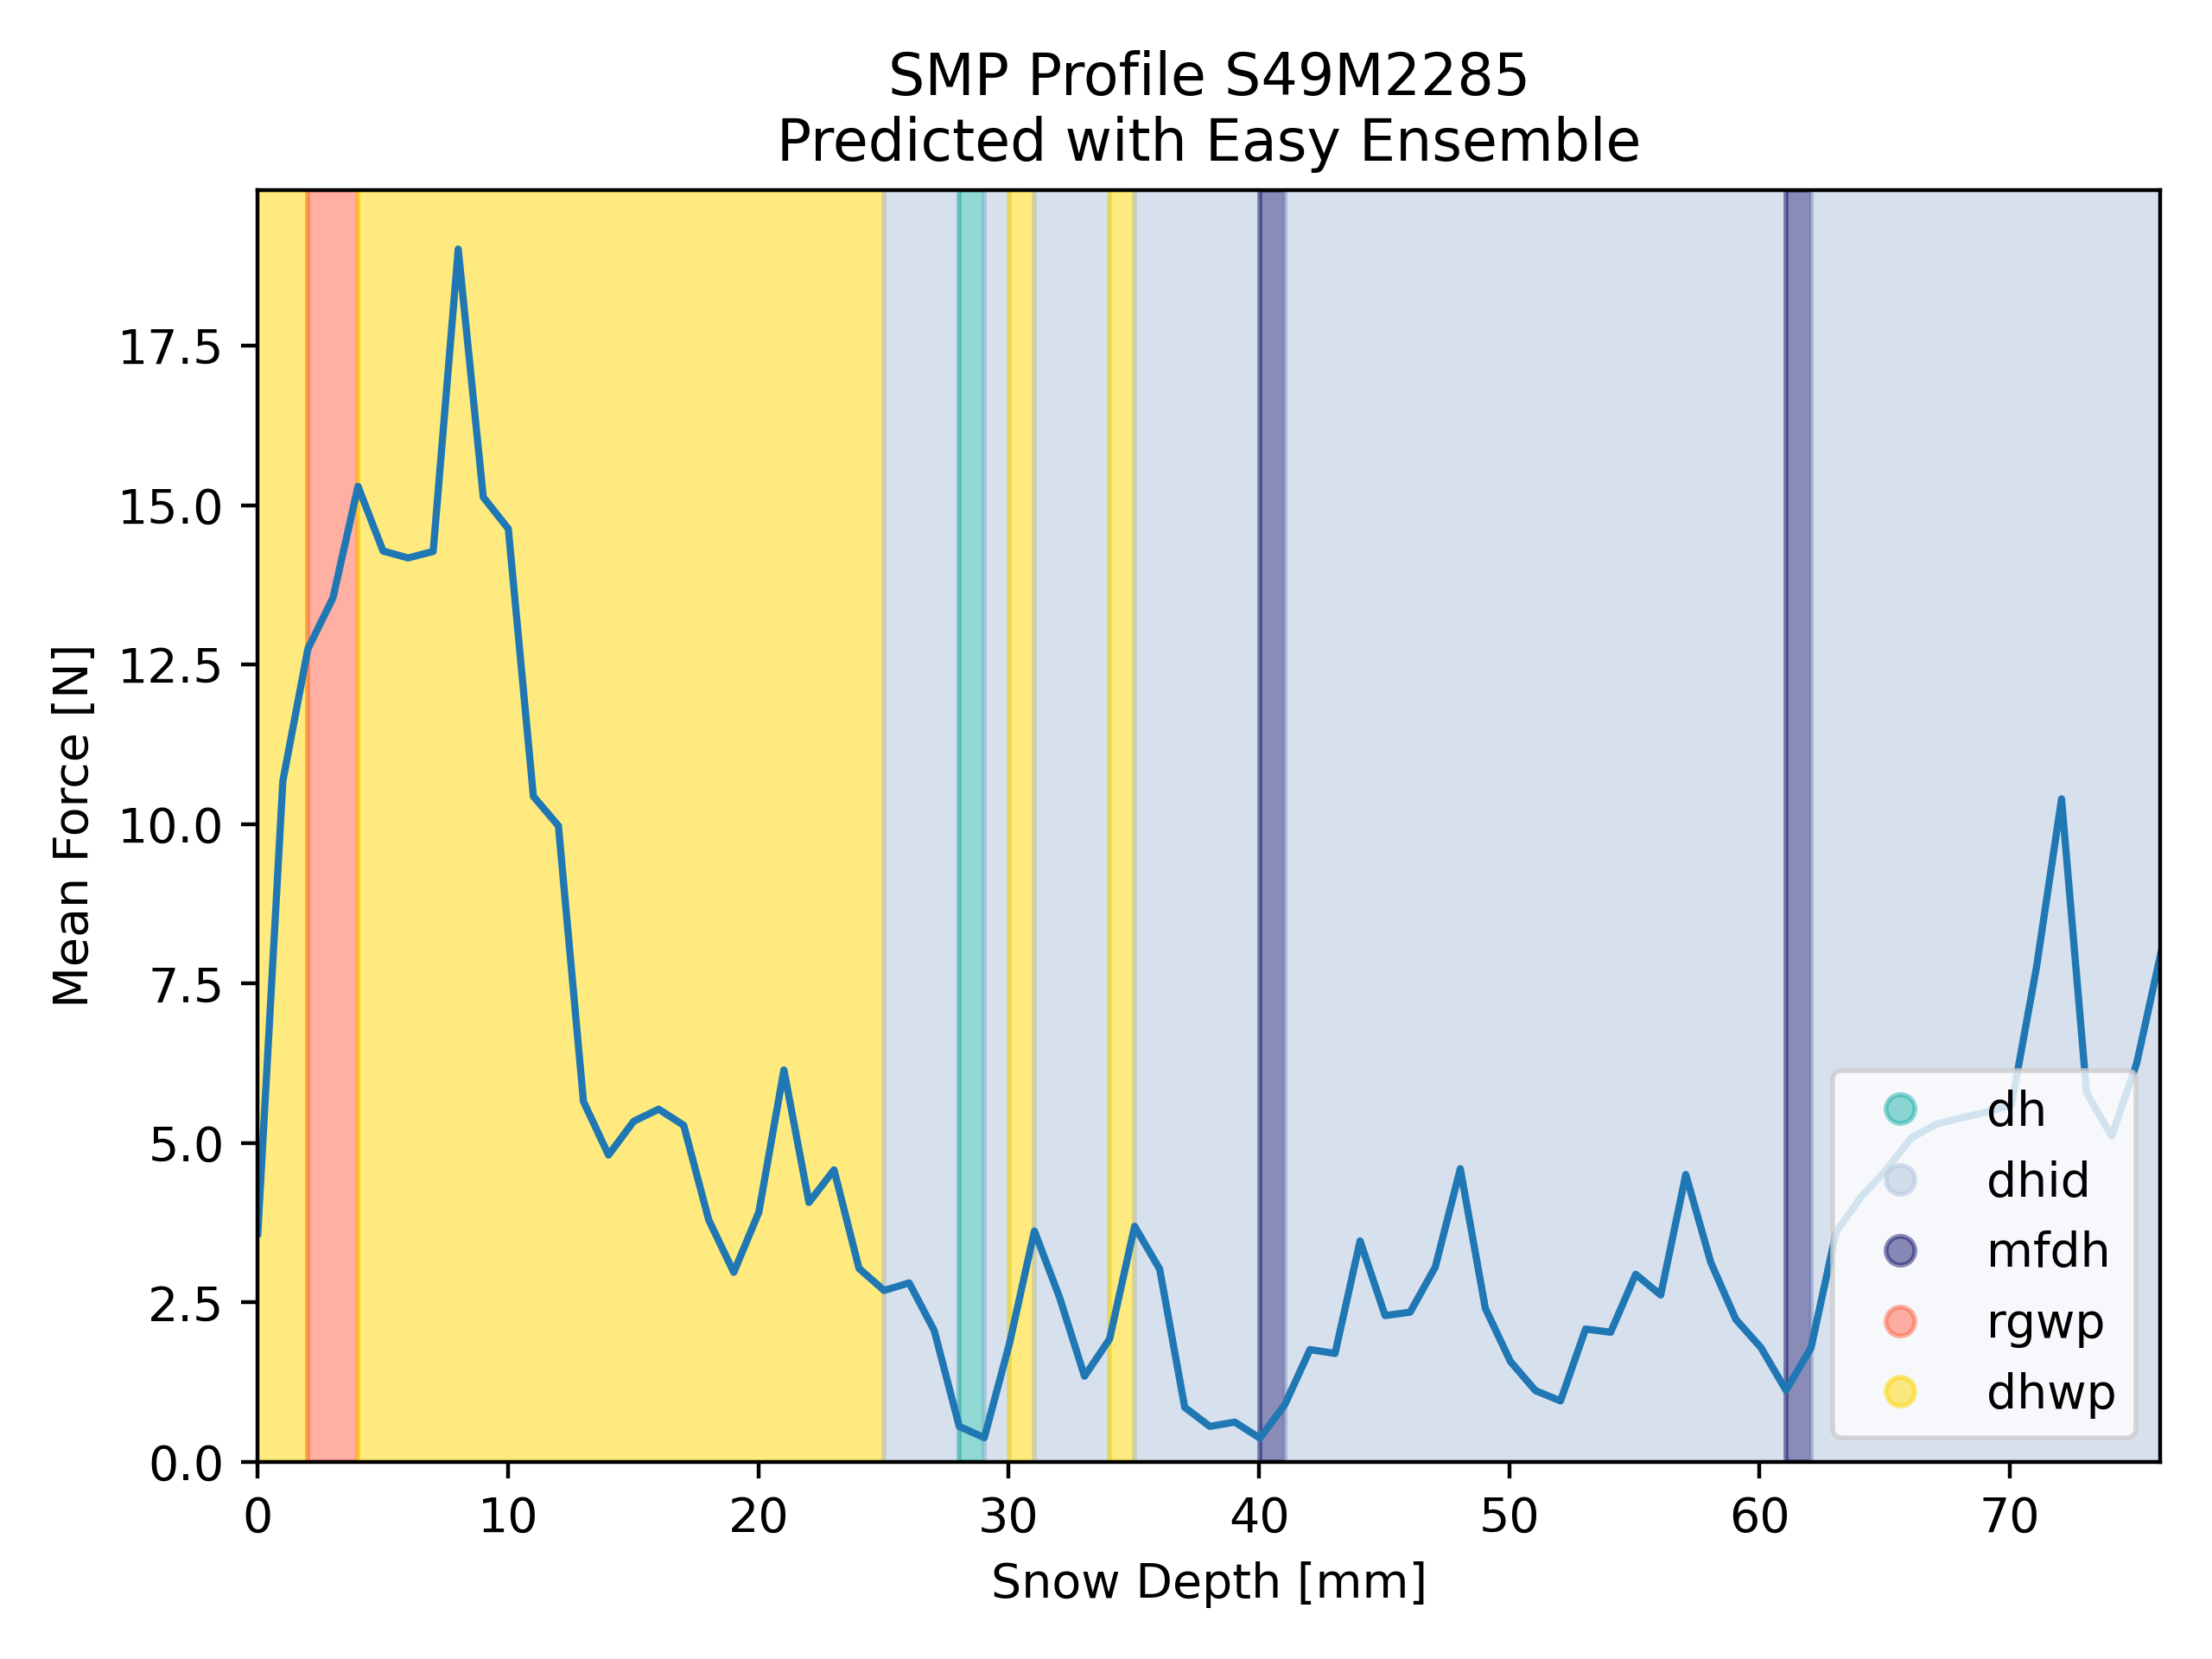 SMP Profile S49M2285
Predicted with Easy Ensemble
Mean Force [N]
17.5
15.0
12.5
10.0
7.5
5.0
2.5
0.0
0 10 20 30 40 50 60 70
Snow Depth [mm]
dh
dhid
mfdh
rgwp
dhwp